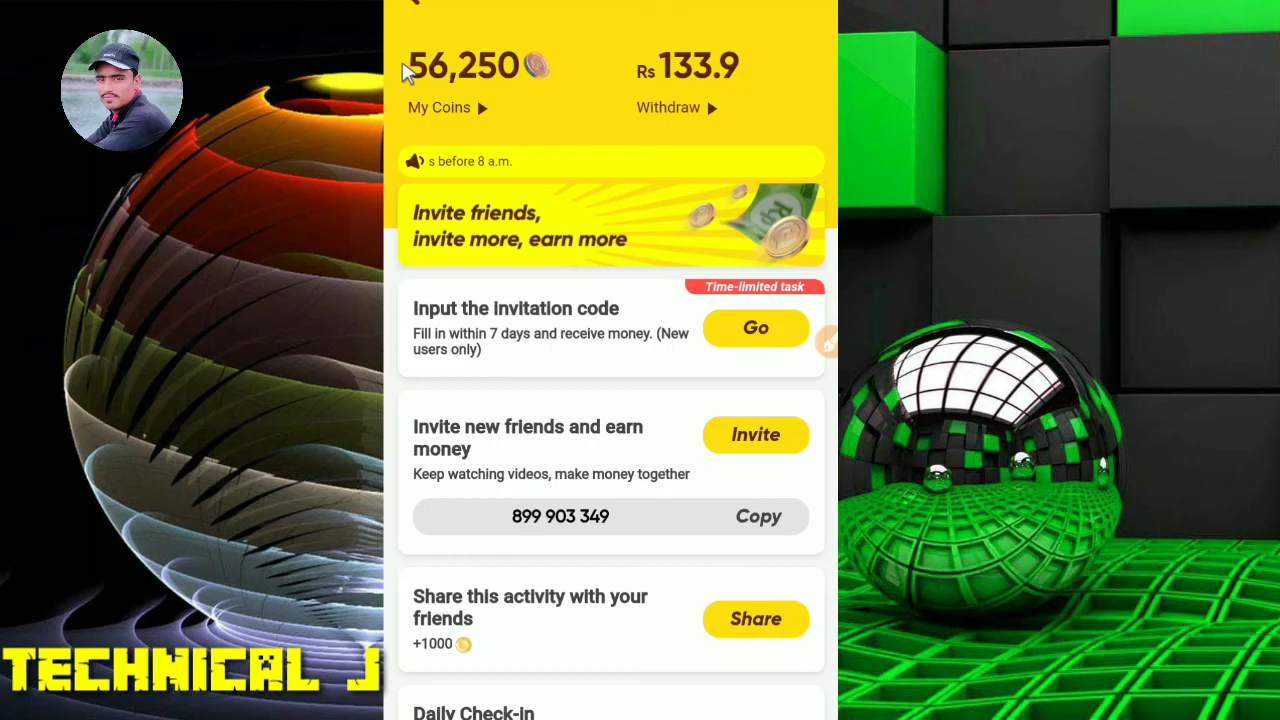 56,250
Rs 133.9
My Coins
Withdraw
s before 8 a.m.
Invite friends,
invite more, earn more
Time-limited task
Input the invitation code
Fill in within 7 days and receive money. (New
users only)
Go
Invite new friends and earn
money
Invite
Keep watching videos, make money together
899 903 349
Copy
Share this activity with your
friends
Share
+1000
Daily Check-in
TECHNICAL J